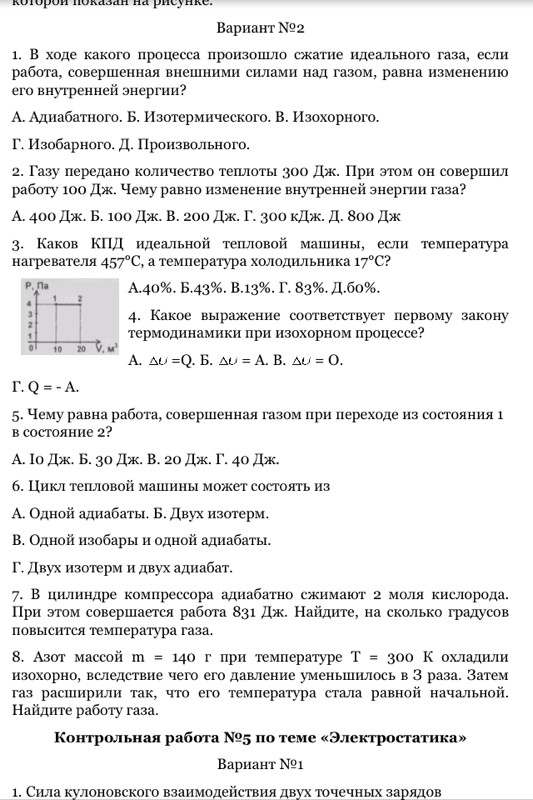 которой показан на рисунке.
Вариант №2
1. В ходе какого процесса произошло сжатие идеального газа, если
работа, совершенная внешними силами над газом, равна изменению
его внутренней энергии?
А. Адиабатного. Б. Изотермического. В. Изохорного.
Г. Изобарного. Д. Произвольного.
2. Газу передано количество теплоты 300 Дж. При этом он совершил
работу 100 Дж. Чему равно изменение внутренней энергии газа?
А. 400 Дж. Б. 100 Дж. В. 200 Дж. Г. 300 кДж. Д. 800 Дж
3. Каков КПД идеальной тепловой машины, если температура
нагревателя 457°С, а температура холодильника 17°С?
Р, Па
4
3
2
1
0
1 2
10 20 V, м³
А.40%. Б.43%. В.13%. Г. 83%. Д.60%.
4. Какое выражение соответствует первому закону
термодинамики при изохорном процессе?
А. ΔU =Q. Б. ΔU = A. В. ΔU = О.
Г. Q = - A.
5. Чему равна работа, совершенная газом при переходе из состояния 1
в состояние 2?
А. I0 Дж. Б. 30 Дж. В. 20 Дж. Г. 40 Дж.
6. Цикл тепловой машины может состоять из
А. Одной адиабаты. Б. Двух изотерм.
В. Одной изобары и одной адиабаты.
Г. Двух изотерм и двух адиабат.
7. В цилиндре компрессора адиабатно сжимают 2 моля кислорода.
При этом совершается работа 831 Дж. Найдите, на сколько градусов
повысится температура газа.
8. Азот массой m = 140 г при температуре Т = 300 К охладили
изохорно, вследствие чего его давление уменьшилось в 3 раза. Затем
газ расширили так, что его температура стала равной начальной.
Найдите работу газа.
Контрольная работа №5 по теме «Электростатика»
Вариант №1
1. Сила кулоновского взаимодействия двух точечных зарядов